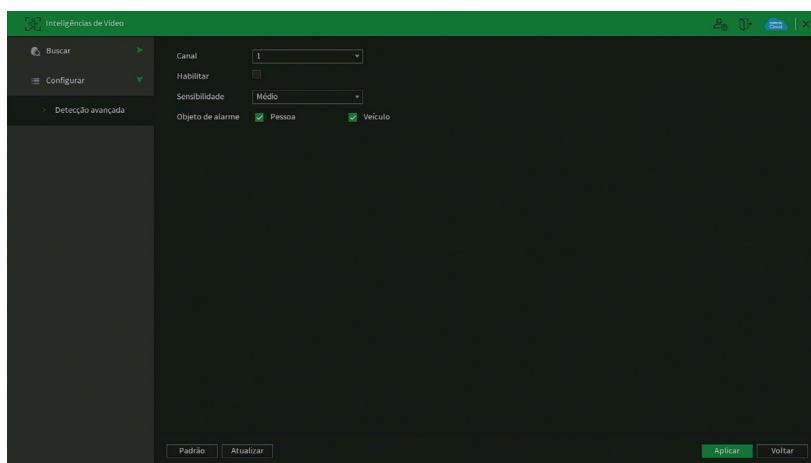 Inteligências de Vídeo
Buscar
Configurar
Detecção avançada
Canal 1
Habilitar
Sensibilidade Médio
Objeto de alarme Pessoa Veículo
Padrão Atualizar Aplicar Voltar